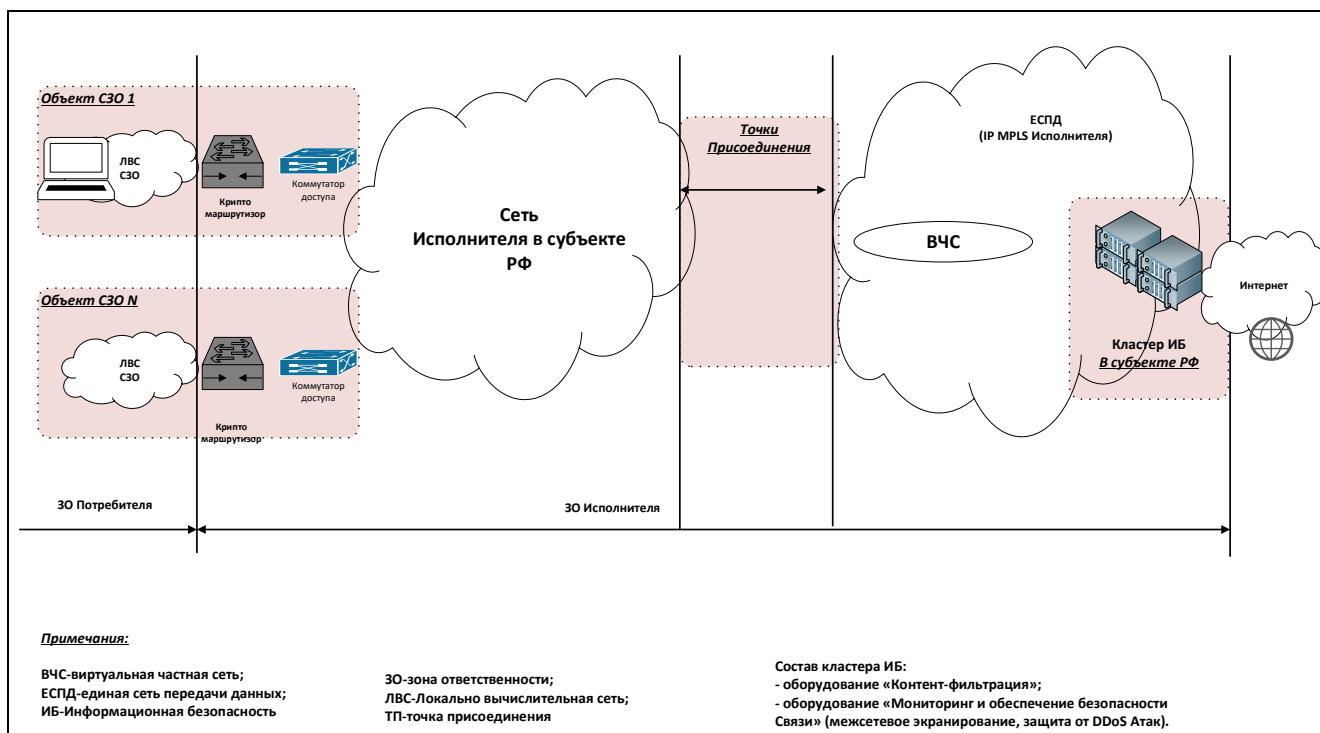 Объект СЗО 1
ЛВС
СЗО
Крипто
маршрутизор
Коммутатор
доступа
Объект СЗО N
ЛВС
СЗО
Крипто
маршрутизор
Коммутатор
доступа
Сеть
Исполнителя в субъекте
РФ
Точки
Присоединения
ЕСПД
(IP MPLS Исполнителя)
ВЧС
Кластер ИБ
В субъекте РФ
Интернет
ЗО Потребителя
ЗО Исполнителя
Примечания:
ВЧС-виртуальная частная сеть;
ЕСПД-единая сеть передачи данных;
ИБ-Информационная безопасность
ЗО-зона ответственности;
ЛВС-Локально вычислительная сеть;
ТП-точка присоединения
Состав кластера ИБ:
- оборудование «Контент-фильтрация»;
- оборудование «Мониторинг и обеспечение безопасности
Связи» (межсетевое экранирование, защита от DDoS Атак).